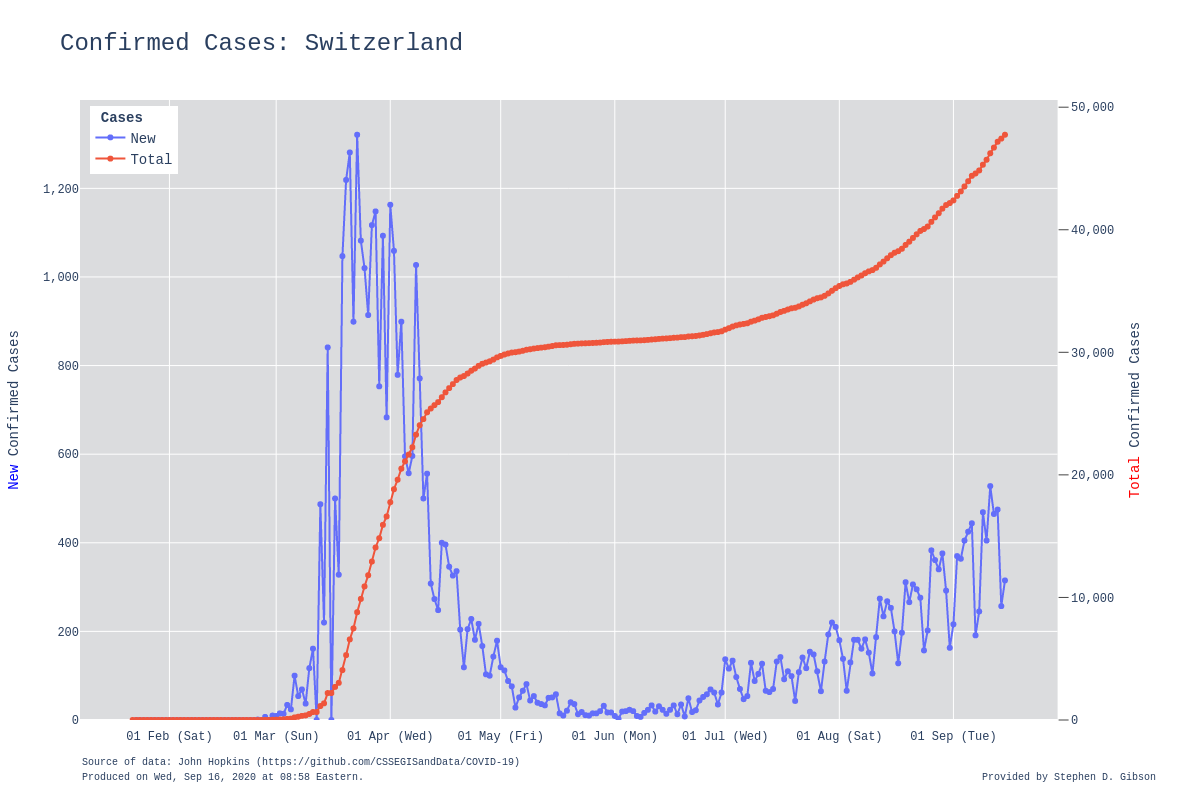 Confirmed Cases: Switzerland
Cases
New
Total
1,200
1,000
800
600
400
200
0
New Confirmed Cases
50,000
40,000
30,000
20,000
10,000
0
Total Confirmed Cases
01 Feb (Sat) 01 Mar (Sun) 01 Apr (Wed) 01 May (Fri) 01 Jun (Mon) 01 Jul (Wed) 01 Aug (Sat) 01 Sep (Tue)
Source of data: John Hopkins (https://github.com/CSSEGISandData/COVID-19)
Produced on Wed, Sep 16, 2020 at 08:58 Eastern.
Provided by Stephen D. Gibson